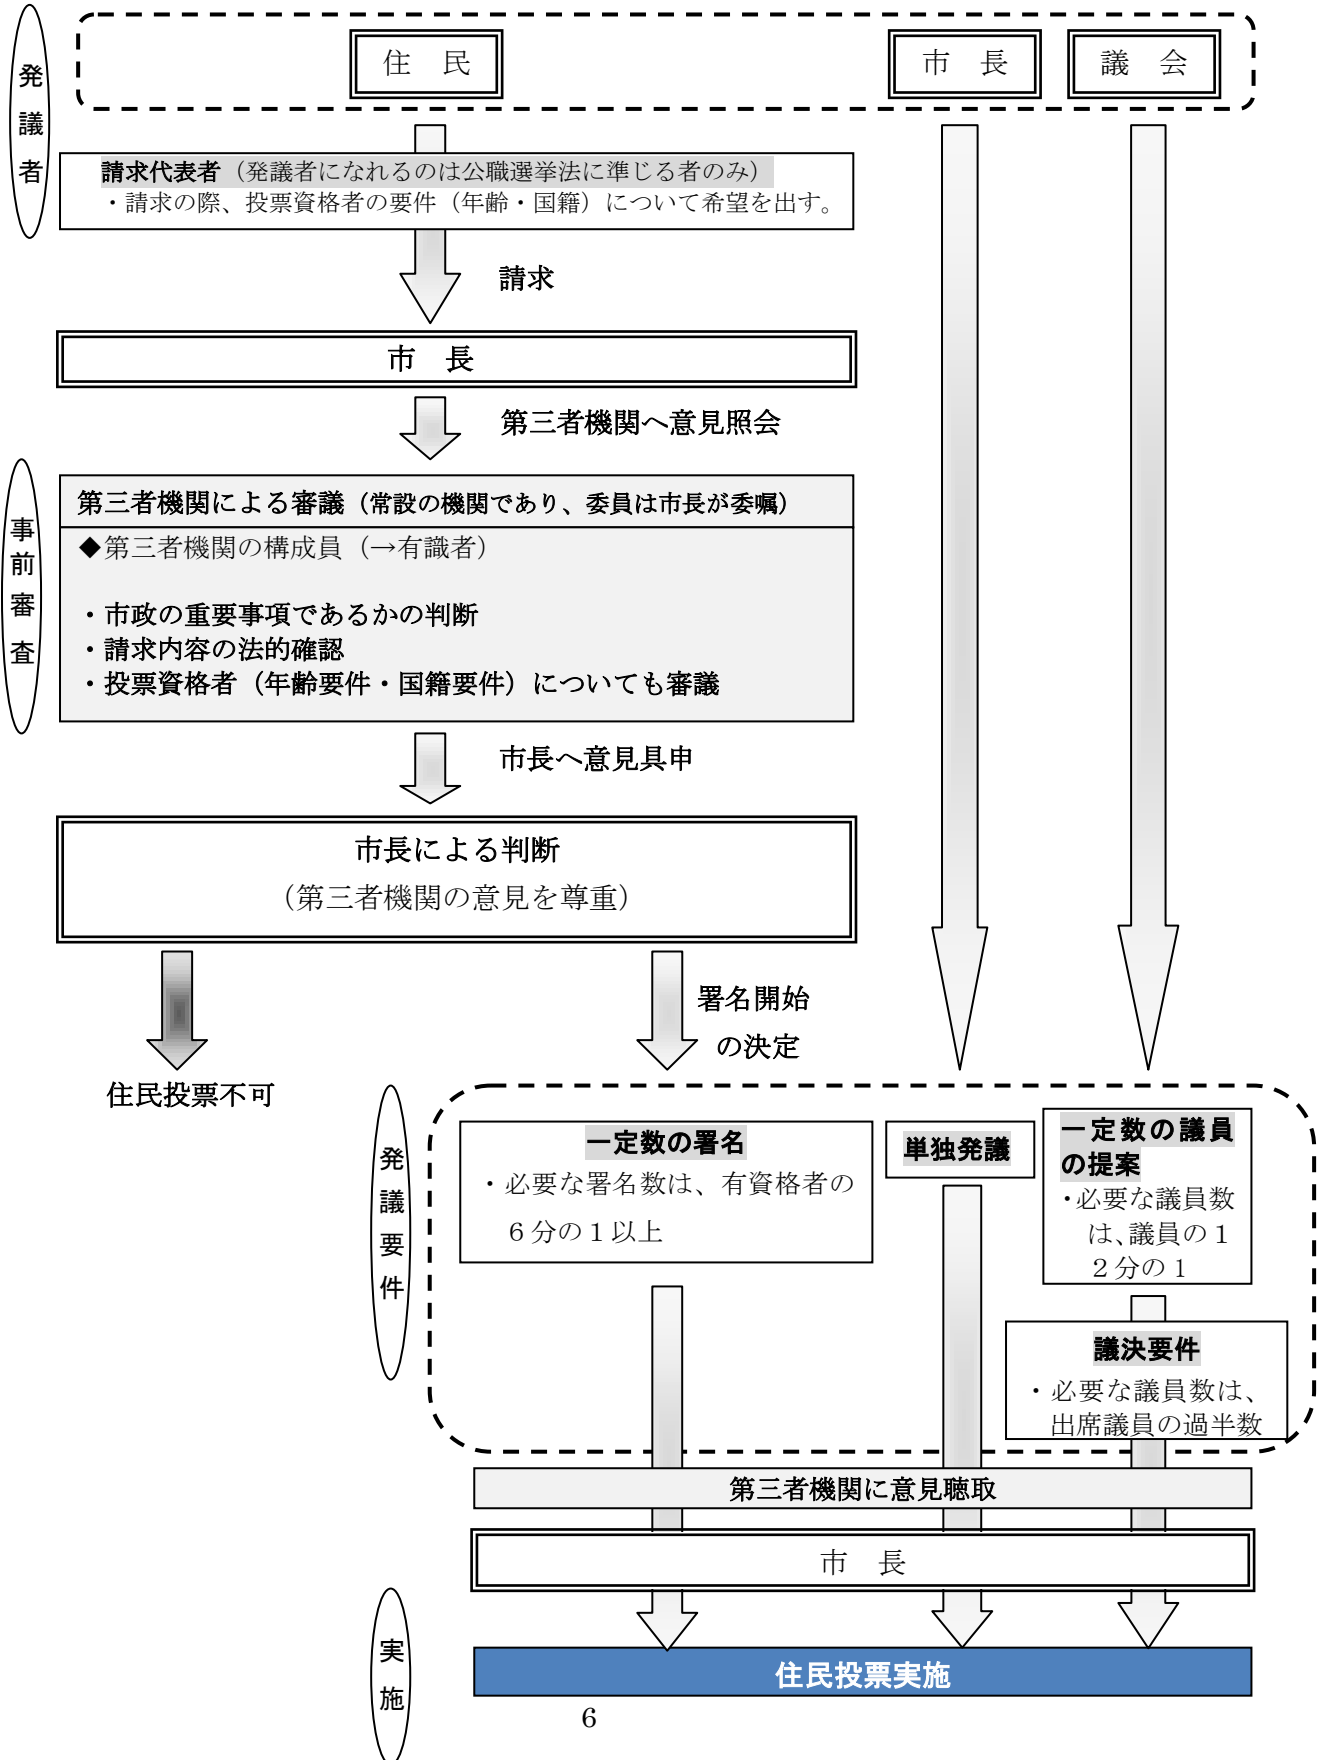 発議者
住　民
市　長
議　会
請求代表者（発議者になれるのは公職選挙法に準じる者のみ）
・請求の際、投票資格者の要件（年齢・国籍）について希望を出す。
請求
市　長
第三者機関へ意見照会
事前審査
第三者機関による審議（常設の機関であり、委員は市長が委嘱）
◆第三者機関の構成員（→有識者）
・市政の重要事項であるかの判断
・請求内容の法的確認
・投票資格者（年齢要件・国籍要件）についても審議
市長へ意見具申
市長による判断
（第三者機関の意見を尊重）
署名開始
の決定
住民投票不可
発議要件
一定数の署名
・必要な署名数は、有資格者の
６分の１以上
単独発議
一定数の議員
の提案
・必要な議員数
は、議員の１
２分の１
議決要件
・必要な議員数は、
出席議員の過半数
第三者機関に意見聴取
市　長
実施
住民投票実施
6